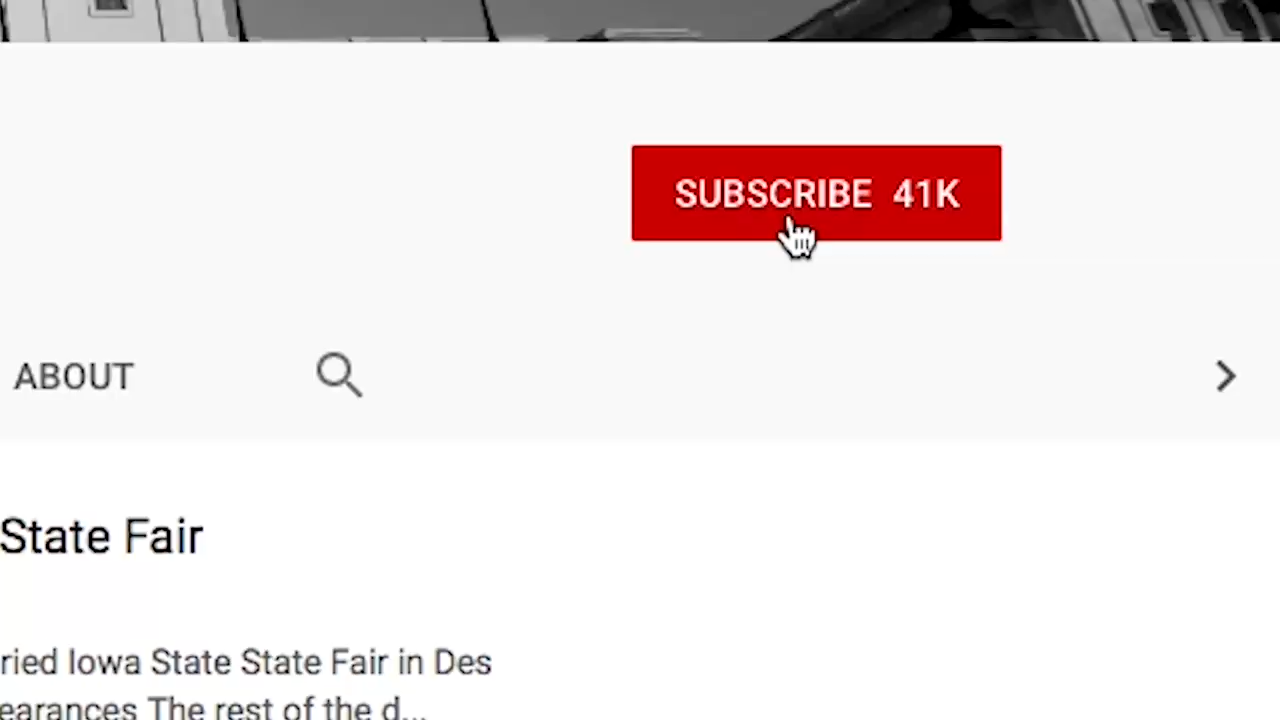 SUBSCRIBE 41K
ABOUT
State Fair
ried Iowa State State Fair in Des
earances The rest of the d...